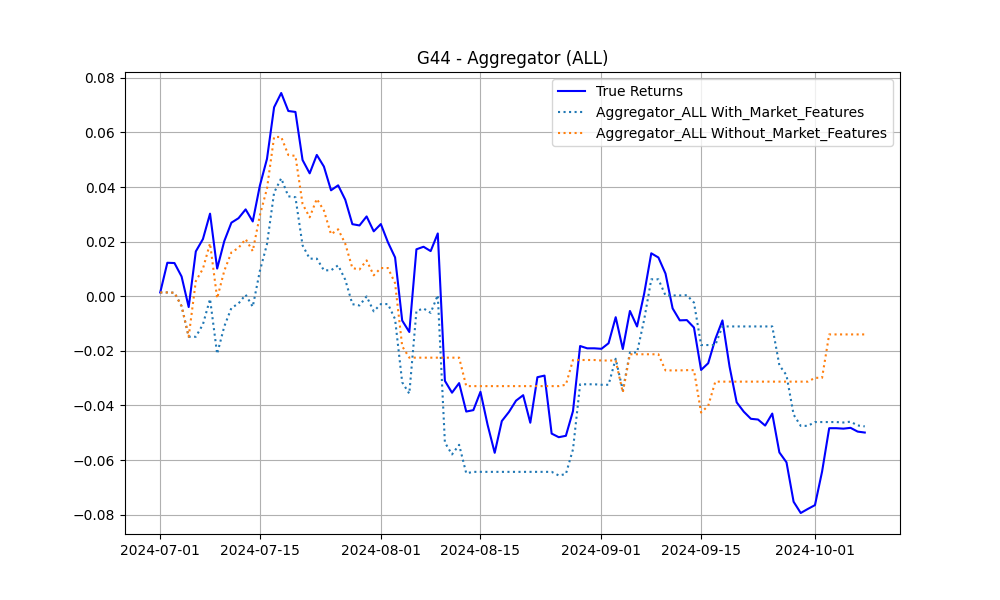 G44 - Aggregator (ALL)
True Returns
Aggregator_ALL With_Market_Features
Aggregator_ALL Without_Market_Features
0.08
0.06
0.04
0.02
0.00
−0.02
−0.04
−0.06
−0.08
2024-07-01 2024-07-15 2024-08-01 2024-08-15 2024-09-01 2024-09-15 2024-10-01